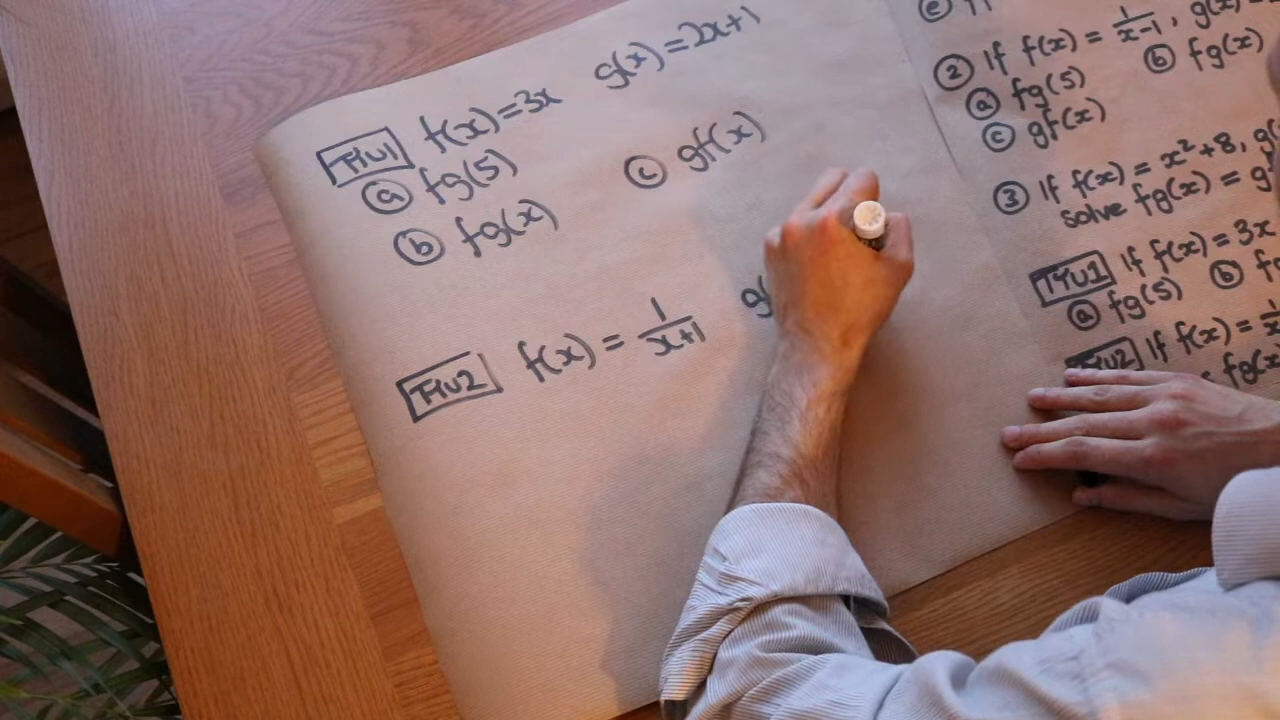 TYU1 f(x)=3x g(x)=2x+1
ⓐ fg(5) ⓒ gf(x)
ⓑ fg(x)
TYU2 f(x) = 1/(x+1) g(
ⓔ
② If f(x) = 1/(x-1), g(x)=
ⓐ fg(5) ⓑ fg(x)
ⓒ gf(x)
③ If f(x) = x²+8, g(
solve fg(x) = g
TYU1 If f(x) = 3x
ⓐ fg(5) ⓑ fg
TYU2 If f(x) =
fg(x)